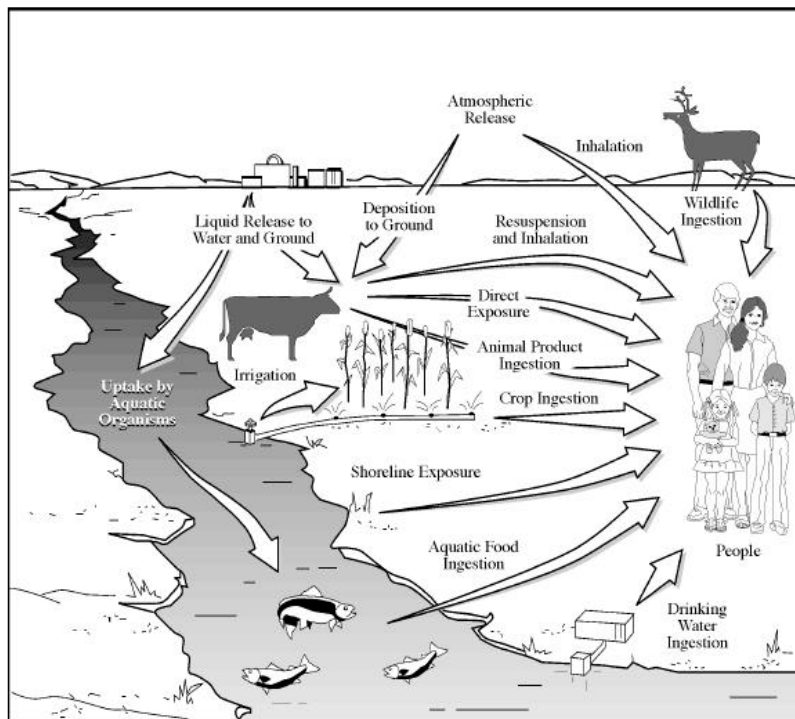 Atmospheric
Release
Inhalation
Wildlife
Ingestion
Liquid Release to
Water and Ground
Deposition
to Ground
Resuspension
and Inhalation
Direct
Exposure
Animal Product
Ingestion
Irrigation
Uptake by
Aquatic
Organisms
Crop Ingestion
Shoreline Exposure
Aquatic Food
Ingestion
People
Drinking
Water
Ingestion